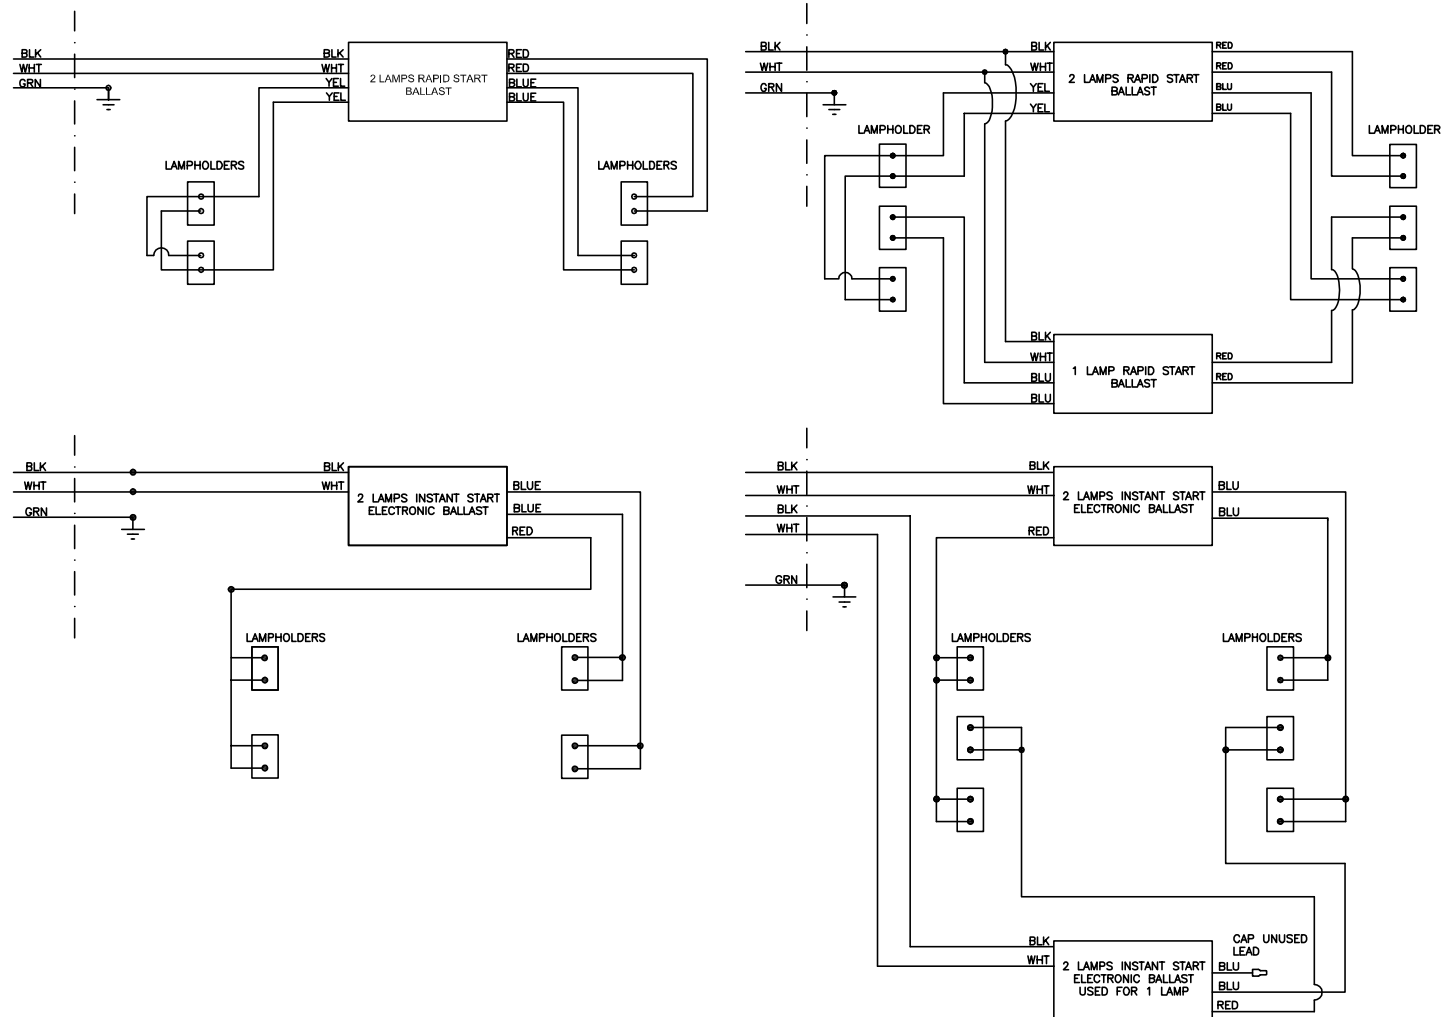 BLK
WHT
GRN
BLK
WHT
YEL
YEL
2 LAMPS RAPID START
BALLAST
RED
RED
BLUE
BLUE
LAMPHOLDERS
LAMPHOLDERS
BLK
WHT
GRN
BLK
WHT
YEL
YEL
2 LAMPS RAPID START
BALLAST
RED
RED
BLU
BLU
LAMPHOLDER
LAMPHOLDER
BLK
WHT
BLU
BLU
1 LAMP RAPID START
BALLAST
RED
RED
BLK
WHT
GRN
BLK
WHT
2 LAMPS INSTANT START
ELECTRONIC BALLAST
BLUE
BLUE
RED
LAMPHOLDERS
LAMPHOLDERS
BLK
WHT
BLK
WHT
GRN
BLK
WHT
RED
2 LAMPS INSTANT START
ELECTRONIC BALLAST
BLU
BLU
LAMPHOLDERS
LAMPHOLDERS
BLK
WHT
2 LAMPS INSTANT START
ELECTRONIC BALLAST
USED FOR 1 LAMP
CAP UNUSED
LEAD
BLU
BLU
RED